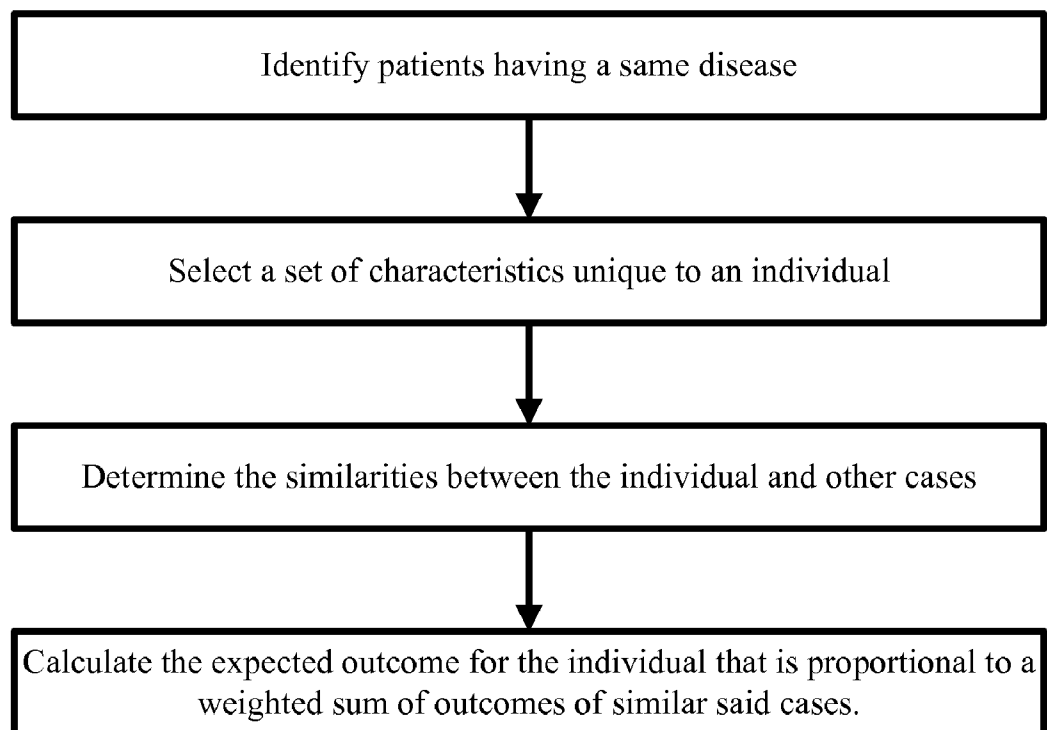 Identify patients having a same disease
Select a set of characteristics unique to an individual
Determine the similarities between the individual and other cases
Calculate the expected outcome for the individual that is proportional to a
weighted sum of outcomes of similar said cases.